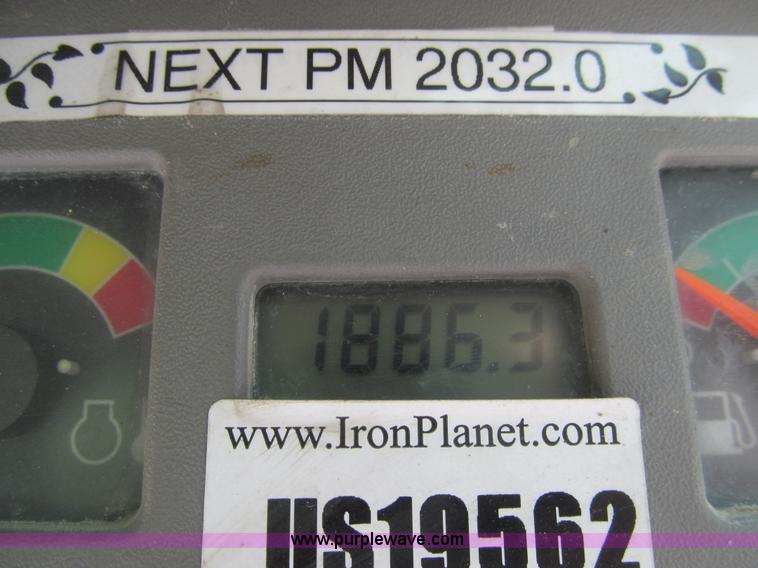 NEXT PM 2032.0
1886.3
www.IronPlanet.com
US19562
www.purplewave.com